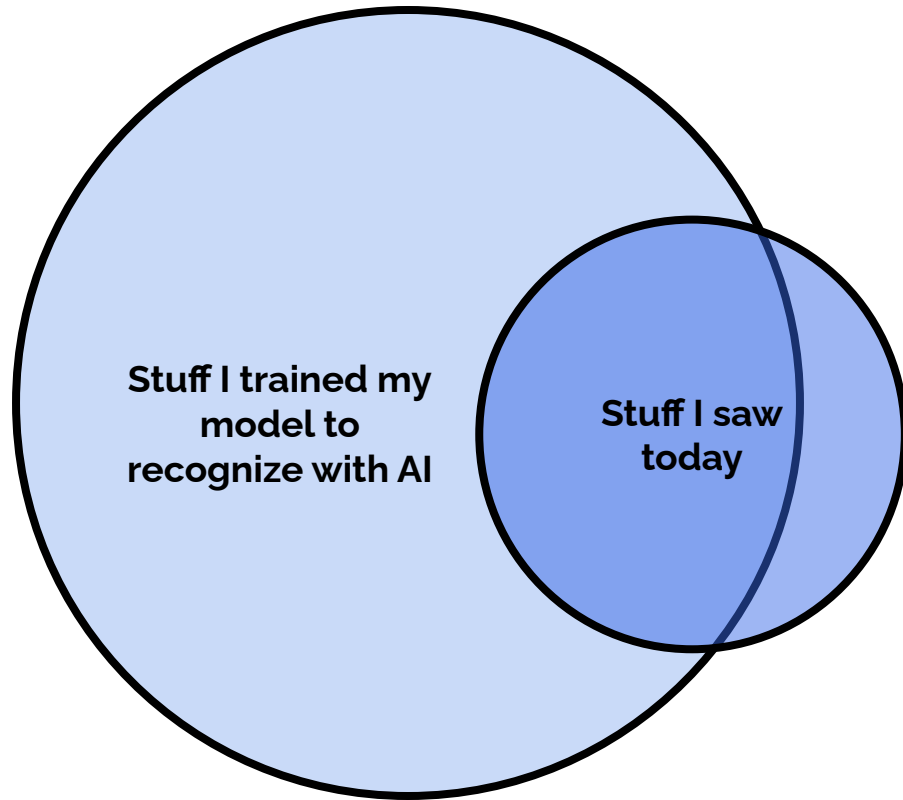 Stuff I trained my
model to
recognize with AI
Stuff I saw
today